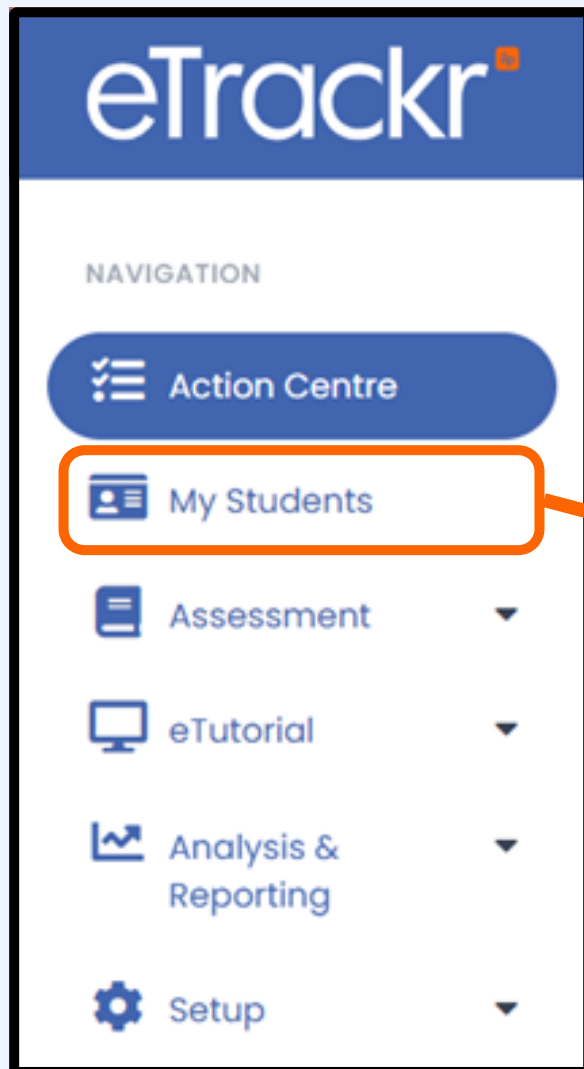 eTrackr
NAVIGATION
Action Centre
My Students
Assessment
eTutorial
Analysis &
Reporting
Setup